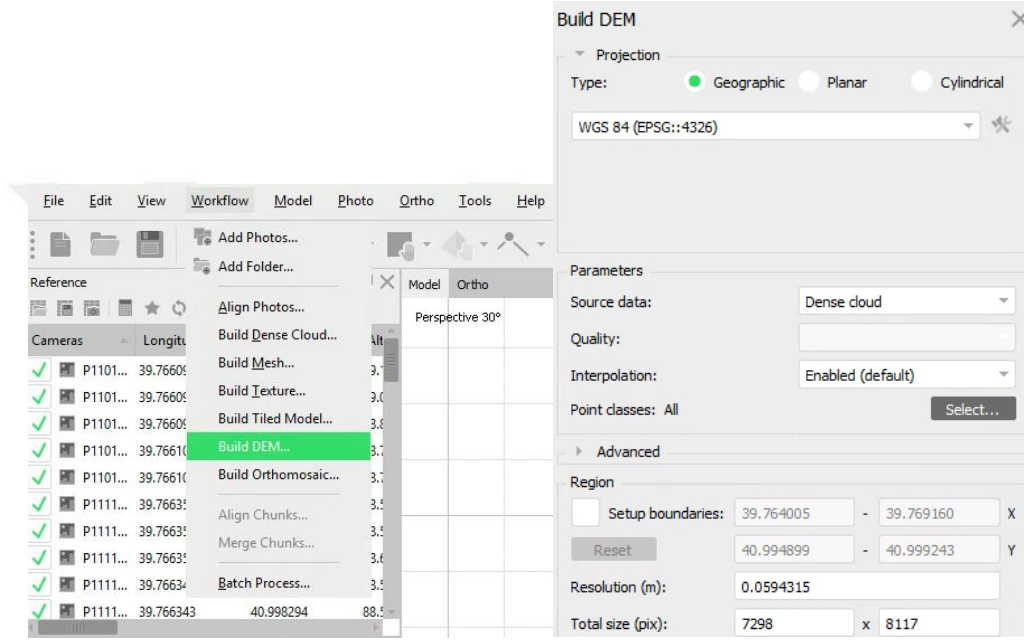 File Edit View Workflow Model Photo Ortho Tools Help
Add Photos...
Add Folder...
Align Photos...
Build Dense Cloud...
Build Mesh...
Build Texture...
Build Tiled Model...
Build DEM...
Build Orthomosaic...
Align Chunks...
Merge Chunks...
Batch Process...
Reference
Cameras Longitu Alt
P1101... 39.76609
P1101... 39.76609
P1101... 39.76609
P1101... 39.76610
P1101... 39.76610
P1111... 39.76635
P1111... 39.76635
P1111... 39.76635
P1111... 39.76634
P1111... 39.766343 40.998294 88.5
Model Ortho
Perspective 30°
Build DEM
Projection
Type: Geographic Planar Cylindrical
WGS 84 (EPSG::4326)
Parameters
Source data: Dense cloud
Quality:
Interpolation: Enabled (default)
Point classes: All Select...
Advanced
Region
Setup boundaries: 39.764005 - 39.769160 X
Reset 40.994899 - 40.999243 Y
Resolution (m): 0.0594315
Total size (pix): 7298 x 8117